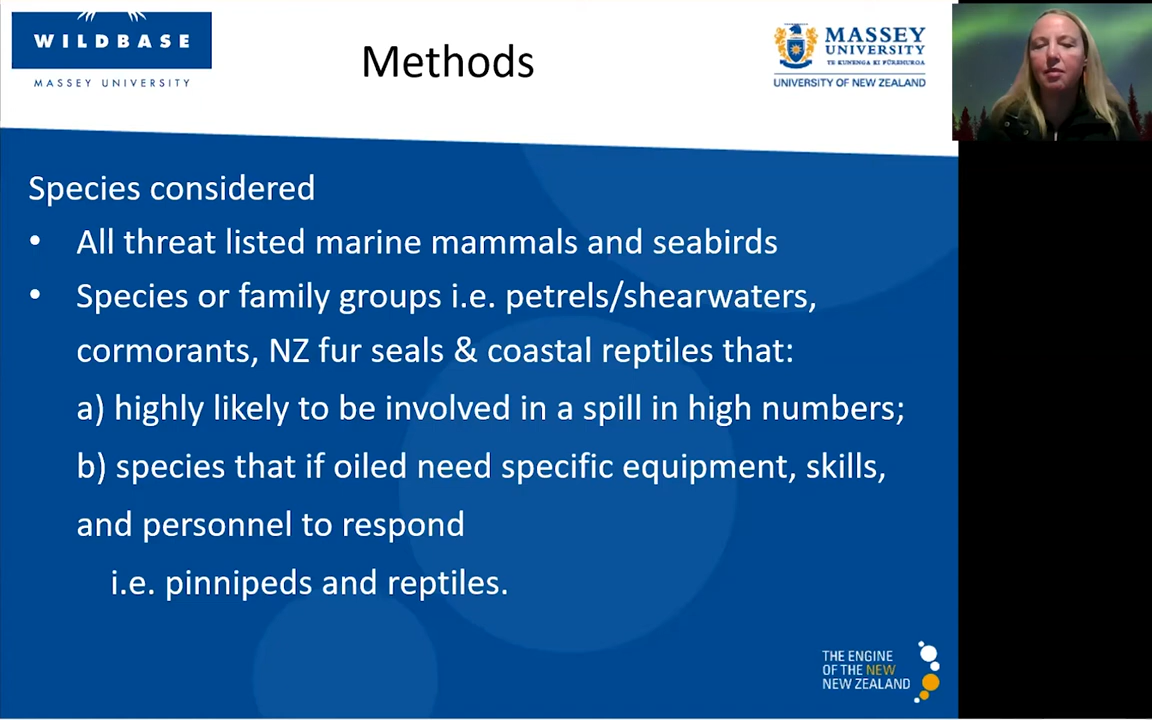 WILDBASE
MASSEY UNIVERSITY
Methods
MASSEY
UNIVERSITY
TE KUNENGA KI PŪREHUROA
UNIVERSITY OF NEW ZEALAND
Species considered
• All threat listed marine mammals and seabirds
• Species or family groups i.e. petrels/shearwaters,
cormorants, NZ fur seals & coastal reptiles that:
a) highly likely to be involved in a spill in high numbers;
b) species that if oiled need specific equipment, skills,
and personnel to respond
i.e. pinnipeds and reptiles.
THE ENGINE
OF THE NEW
NEW ZEALAND